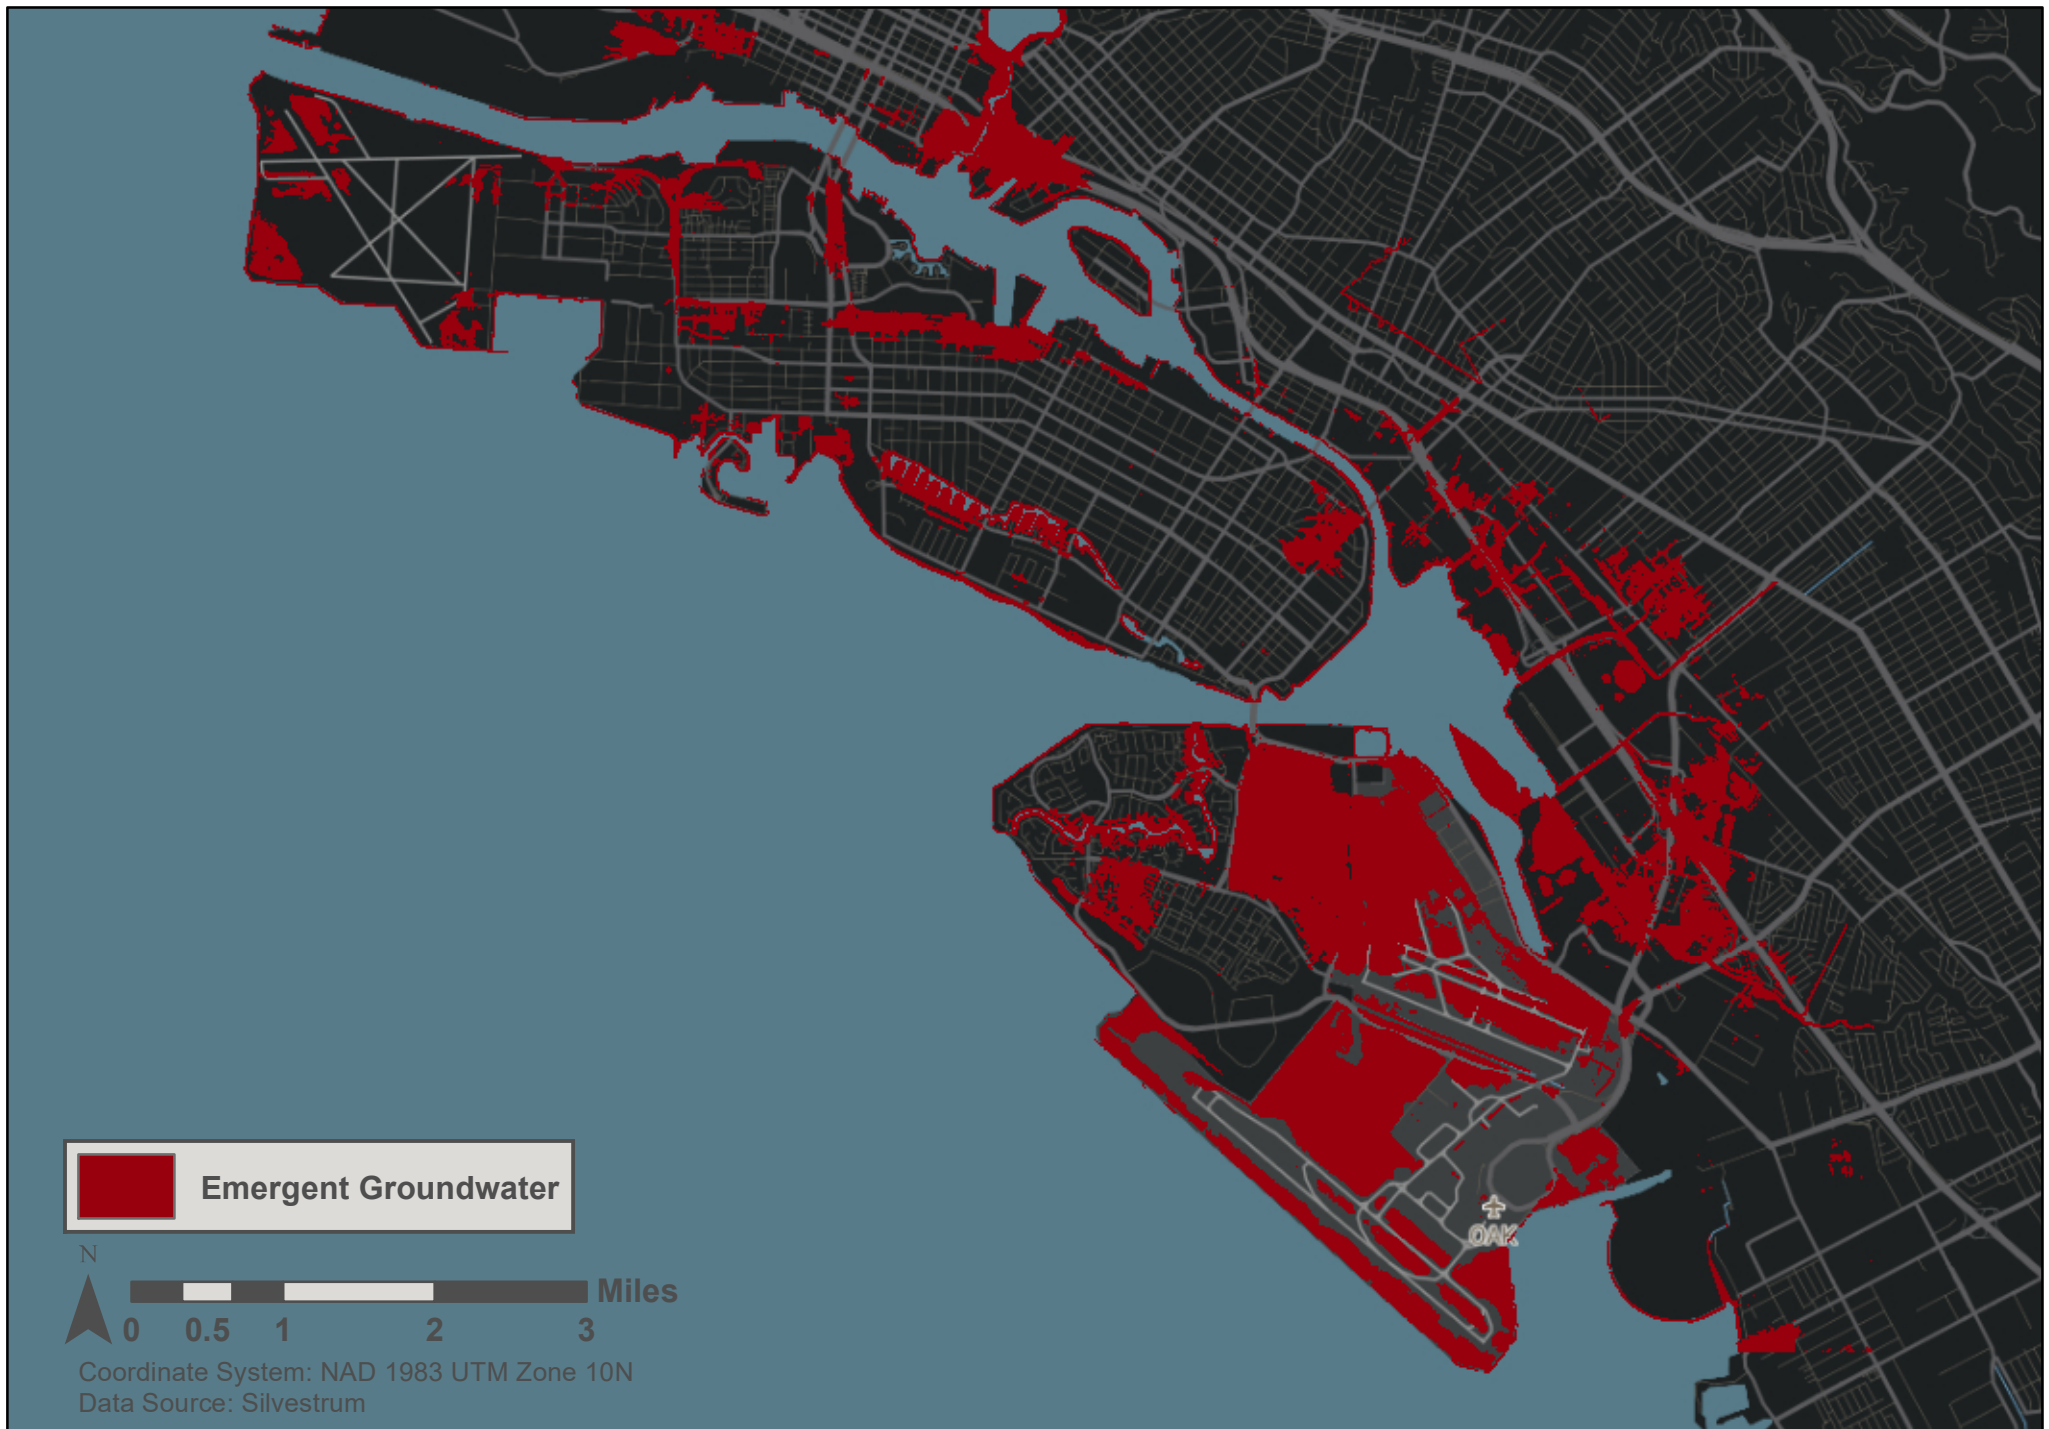 OAK
Emergent Groundwater
N
Miles
0 0.5 1 2 3
Coordinate System: NAD 1983 UTM Zone 10N
Data Source: Silvestrum